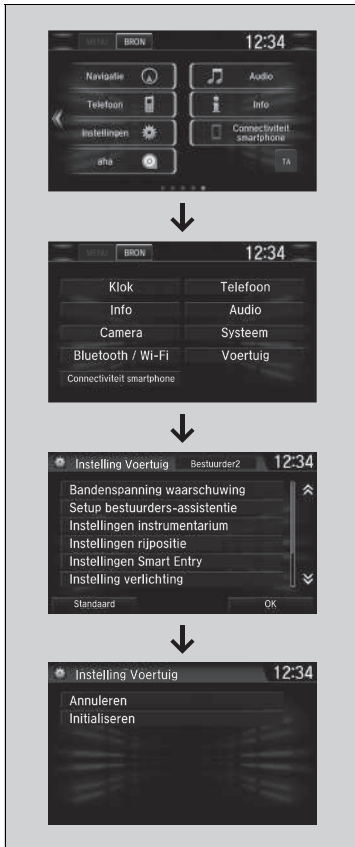 MENU BRON 12:34
Navigatie Audio
Telefoon Info
Instellingen Connectiviteit smartphone
aha TA
MENU BRON 12:34
Klok Telefoon
Info Audio
Camera Systeem
Bluetooth / Wi-Fi Voertuig
Connectiviteit smartphone
Instelling Voertuig Bestuurder2 12:34
Bandenspanning waarschuwing
Setup bestuurders-assistentie
Instellingen instrumentarium
Instellingen rijpositie
Instellingen Smart Entry
Instelling verlichting
Standaard OK
Instelling Voertuig 12:34
Annuleren
Initialiseren